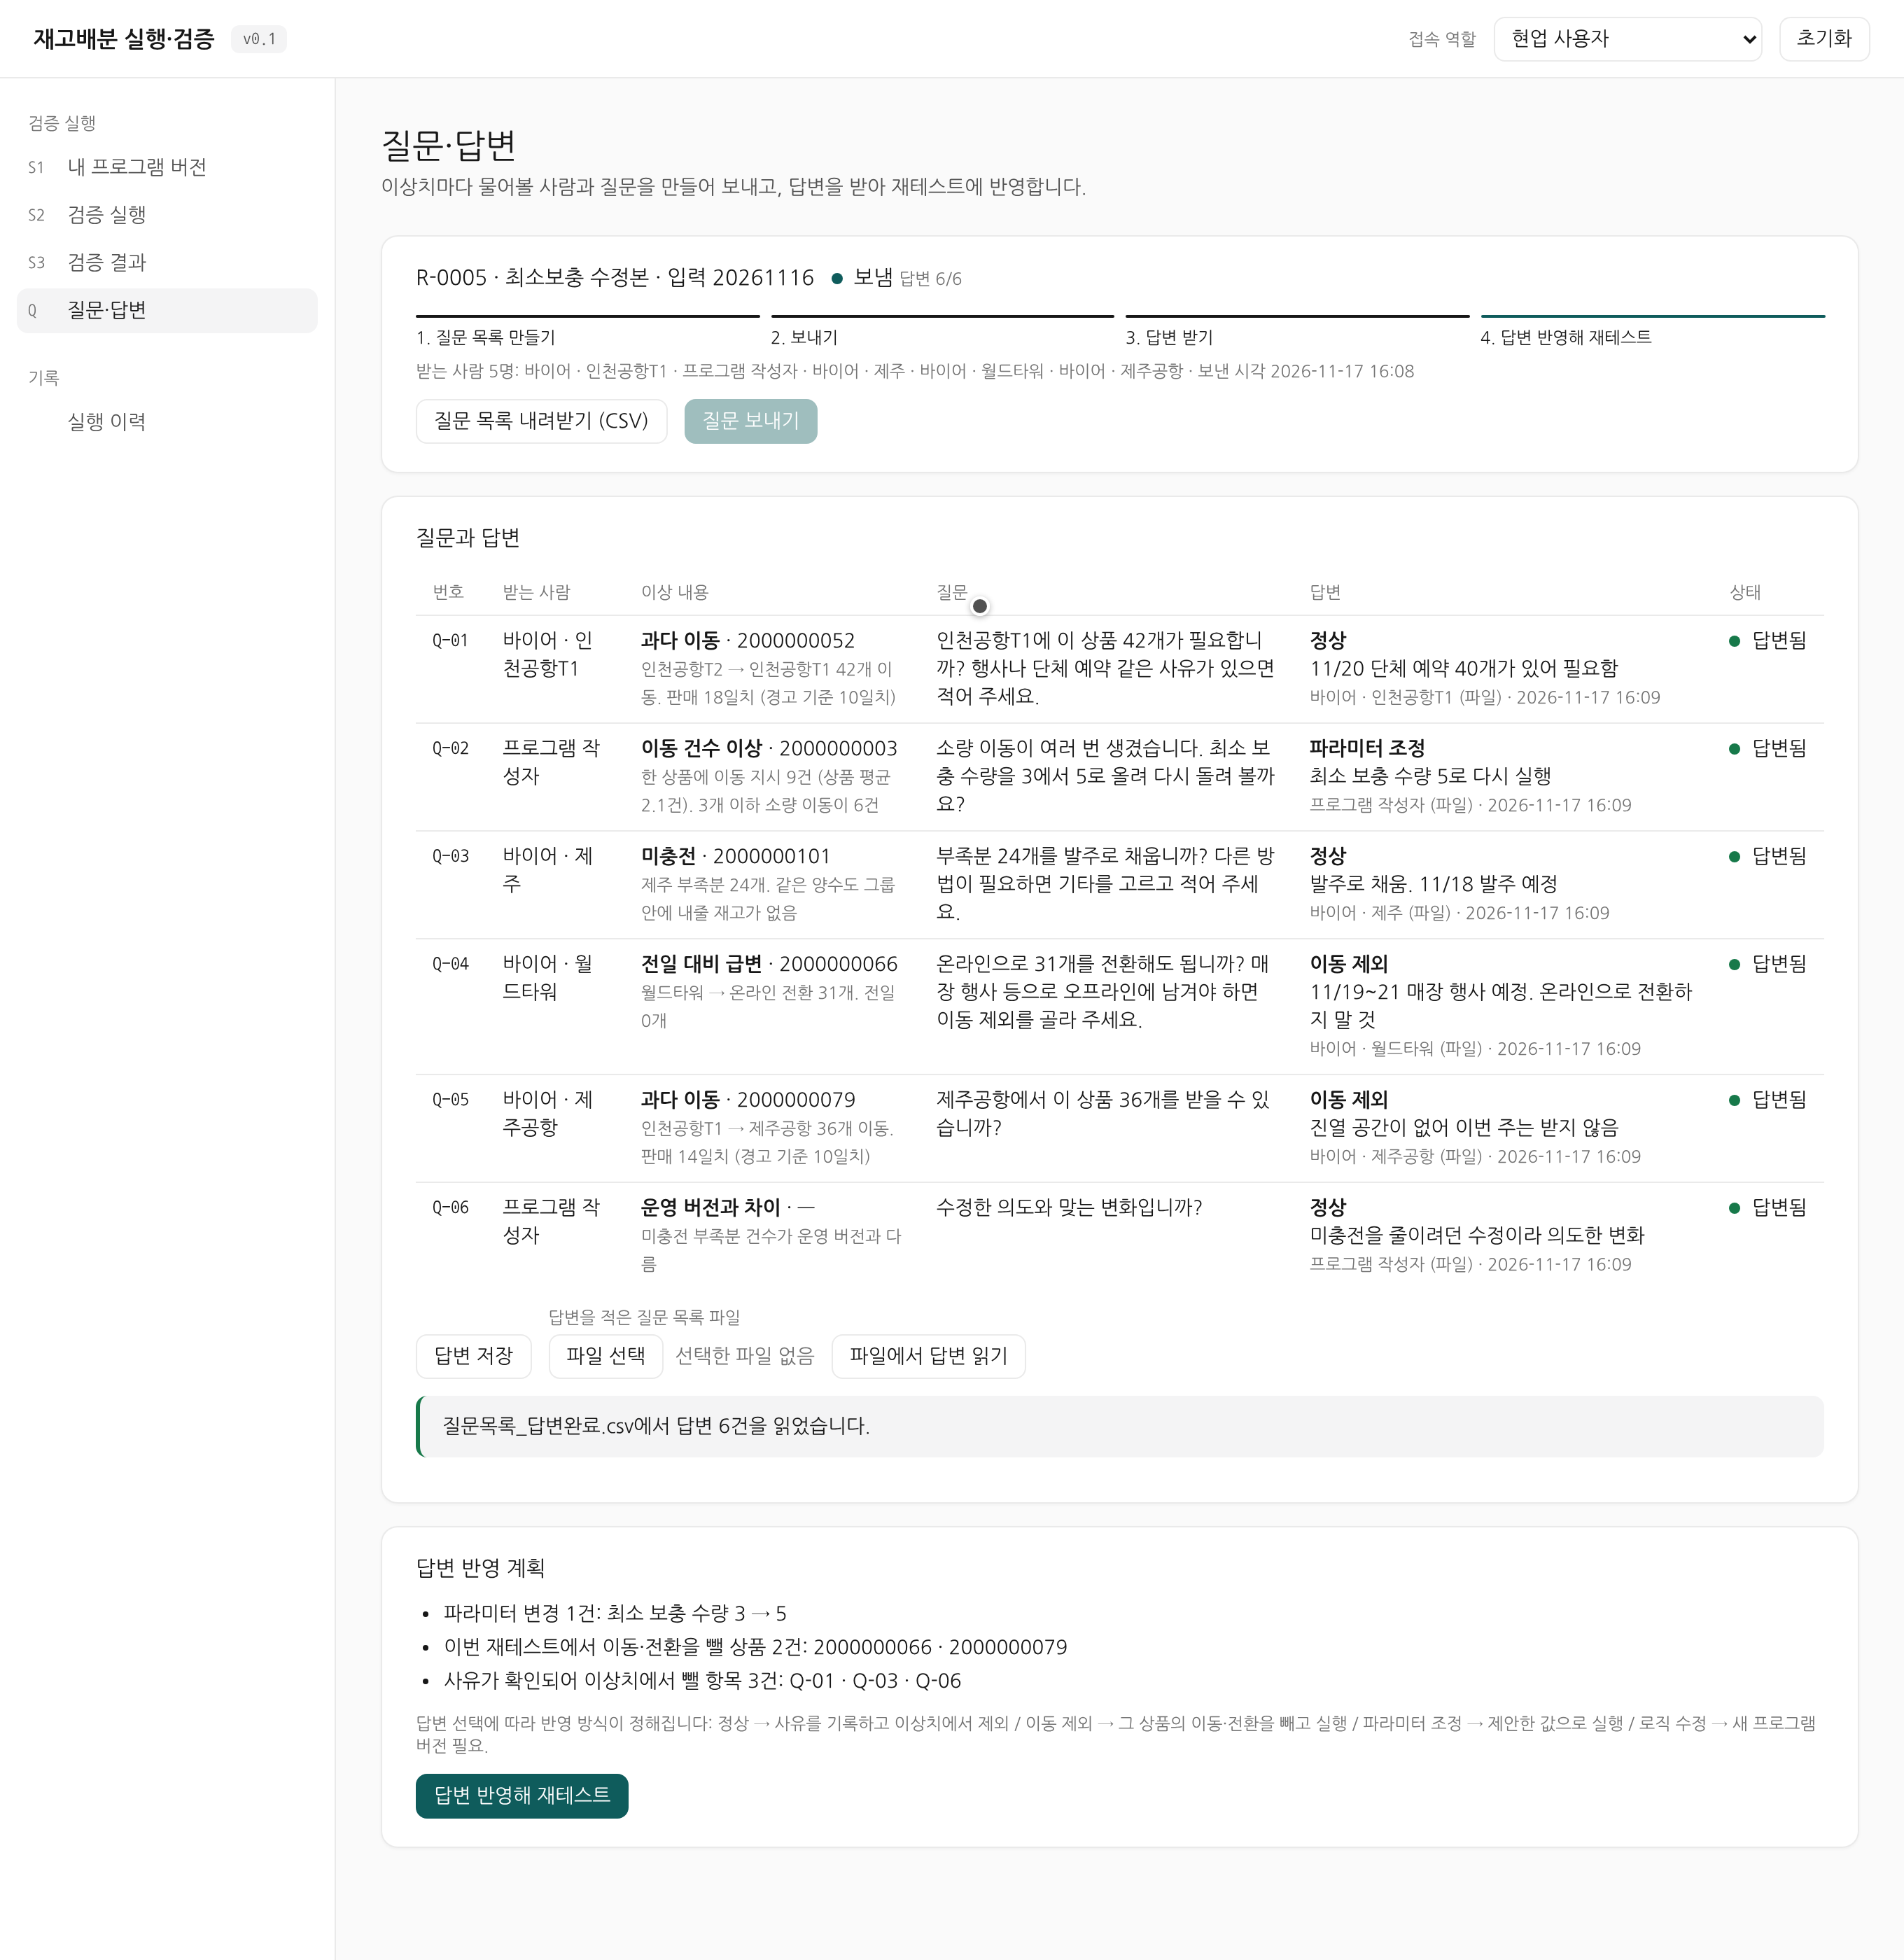 재고배분 실행·검증 v0.1 접속 역할 현업 사용자 초기화
검증 실행
S1 내 프로그램 버전
S2 검증 실행
S3 검증 결과
Q 질문·답변
기록
실행 이력
질문·답변
이상치마다 물어볼 사람과 질문을 만들어 보내고, 답변을 받아 재테스트에 반영합니다.
R-0005 · 최소보충 수정본 · 입력 20261116 보냄 답변 6/6
1. 질문 목록 만들기 2. 보내기 3. 답변 받기 4. 답변 반영해 재테스트
받는 사람 5명: 바이어 · 인천공항T1 · 프로그램 작성자 · 바이어 · 제주 · 바이어 · 월드타워 · 바이어 · 제주공항 · 보낸 시각 2026-11-17 16:08
질문 목록 내려받기 (CSV) 질문 보내기
질문과 답변
번호 받는 사람 이상 내용 질문 답변 상태
Q-01 바이어 · 인 과다 이동 · 2000000052 인천공항T1에 이 상품 42개가 필요합니 정상 답변됨
천공항T1 인천공항T2 → 인천공항T1 42개 이 까? 행사나 단체 예약 같은 사유가 있으면 11/20 단체 예약 40개가 있어 필요함
동. 판매 18일치 (경고 기준 10일치) 적어 주세요. 바이어 · 인천공항T1 (파일) · 2026-11-17 16:09
Q-02 프로그램 작 이동 건수 이상 · 2000000003 소량 이동이 여러 번 생겼습니다. 최소 보 파라미터 조정 답변됨
성자 한 상품에 이동 지시 9건 (상품 평균 충 수량을 3에서 5로 올려 다시 돌려 볼까 최소 보충 수량 5로 다시 실행
2.1건). 3개 이하 소량 이동이 6건 요? 프로그램 작성자 (파일) · 2026-11-17 16:09
Q-03 바이어 · 제 미충전 · 2000000101 부족분 24개를 발주로 채웁니까? 다른 방 정상 답변됨
주 제주 부족분 24개. 같은 양수도 그룹 법이 필요하면 기타를 고르고 적어 주세 발주로 채움. 11/18 발주 예정
안에 내줄 재고가 없음 요. 바이어 · 제주 (파일) · 2026-11-17 16:09
Q-04 바이어 · 월 전일 대비 급변 · 2000000066 온라인으로 31개를 전환해도 됩니까? 매 이동 제외 답변됨
드타워 월드타워 → 온라인 전환 31개. 전일 장 행사 등으로 오프라인에 남겨야 하면 11/19~21 매장 행사 예정. 온라인으로 전환하
0개 이동 제외를 골라 주세요. 지 말 것
바이어 · 월드타워 (파일) · 2026-11-17 16:09
Q-05 바이어 · 제 과다 이동 · 2000000079 제주공항에서 이 상품 36개를 받을 수 있 이동 제외 답변됨
주공항 인천공항T1 → 제주공항 36개 이동. 습니까? 진열 공간이 없어 이번 주는 받지 않음
판매 14일치 (경고 기준 10일치) 바이어 · 제주공항 (파일) · 2026-11-17 16:09
Q-06 프로그램 작 운영 버전과 차이 · — 수정한 의도와 맞는 변화입니까? 정상 답변됨
성자 미충전 부족분 건수가 운영 버전과 다 미충전을 줄이려던 수정이라 의도한 변화
름 프로그램 작성자 (파일) · 2026-11-17 16:09
답변을 적은 질문 목록 파일
답변 저장 파일 선택 선택한 파일 없음 파일에서 답변 읽기
질문목록_답변완료.csv에서 답변 6건을 읽었습니다.
답변 반영 계획
• 파라미터 변경 1건: 최소 보충 수량 3 → 5
• 이번 재테스트에서 이동·전환을 뺄 상품 2건: 2000000066 · 2000000079
• 사유가 확인되어 이상치에서 뺄 항목 3건: Q-01 · Q-03 · Q-06
답변 선택에 따라 반영 방식이 정해집니다: 정상 → 사유를 기록하고 이상치에서 제외 / 이동 제외 → 그 상품의 이동·전환을 빼고 실행 / 파라미터 조정 → 제안한 값으로 실행 / 로직 수정 → 새 프로그램
버전 필요.
답변 반영해 재테스트